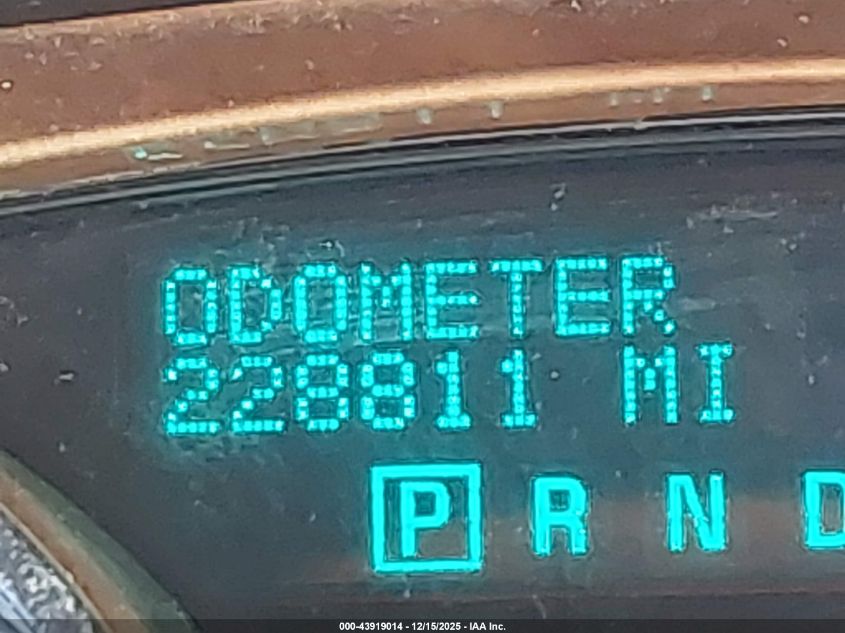 ODOMETER
228811 MI
P R N D
000-43919014 - 12/15/2025 - IAA Inc.